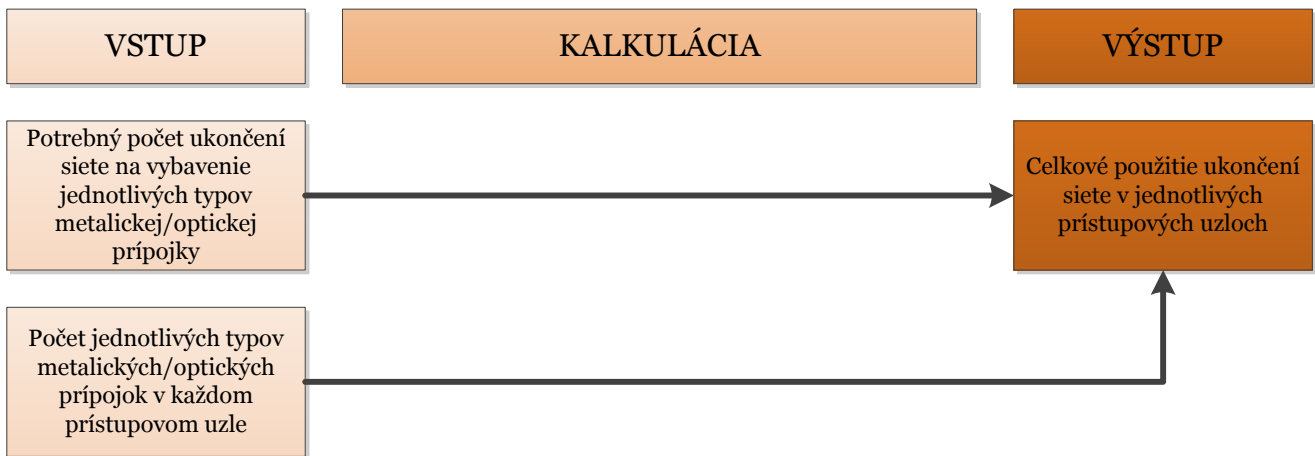 VSTUP
KALKULÁCIA
VÝSTUP
Potrebný počet ukončení
siete na vybavenie
jednotlivých typov
metalickej/optickej
prípojky
Celkové použitie ukončení
siete v jednotlivých
prístupových uzloch
Počet jednotlivých typov
metalických/optických
prípojok v každom
prístupovom uzle